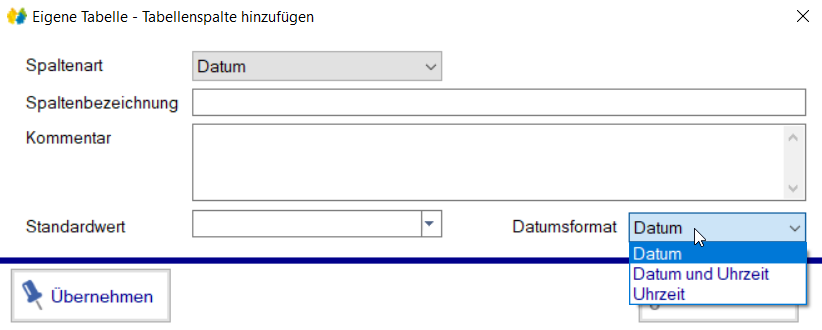 Eigene Tabelle - Tabellenspalte hinzufügen
Spaltenart Datum
Spaltenbezeichnung
Kommentar
Standardwert Datumsformat Datum
Datum
Datum und Uhrzeit
Uhrzeit
Übernehmen